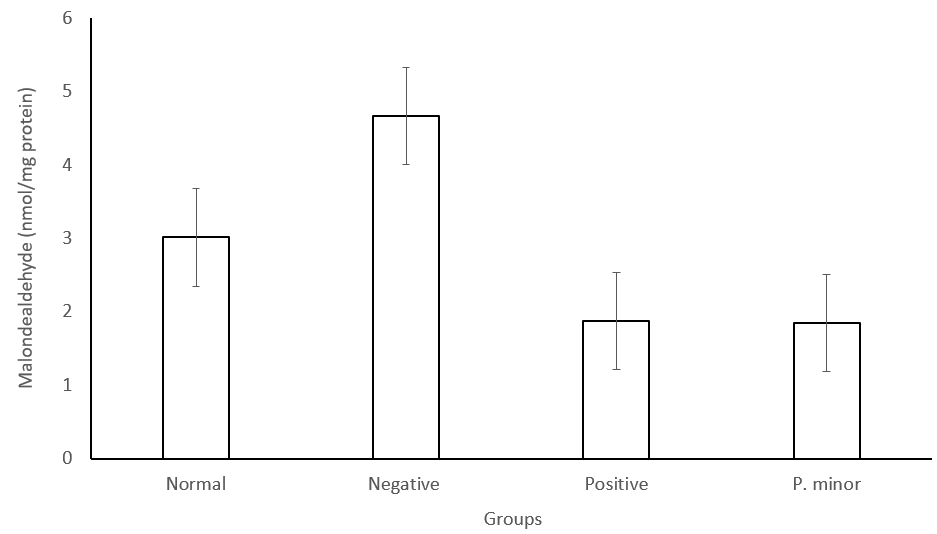 6
5
4
3
2
1
0
Malondealdehyde (nmol/mg protein)
Normal Negative Positive P. minor
Groups